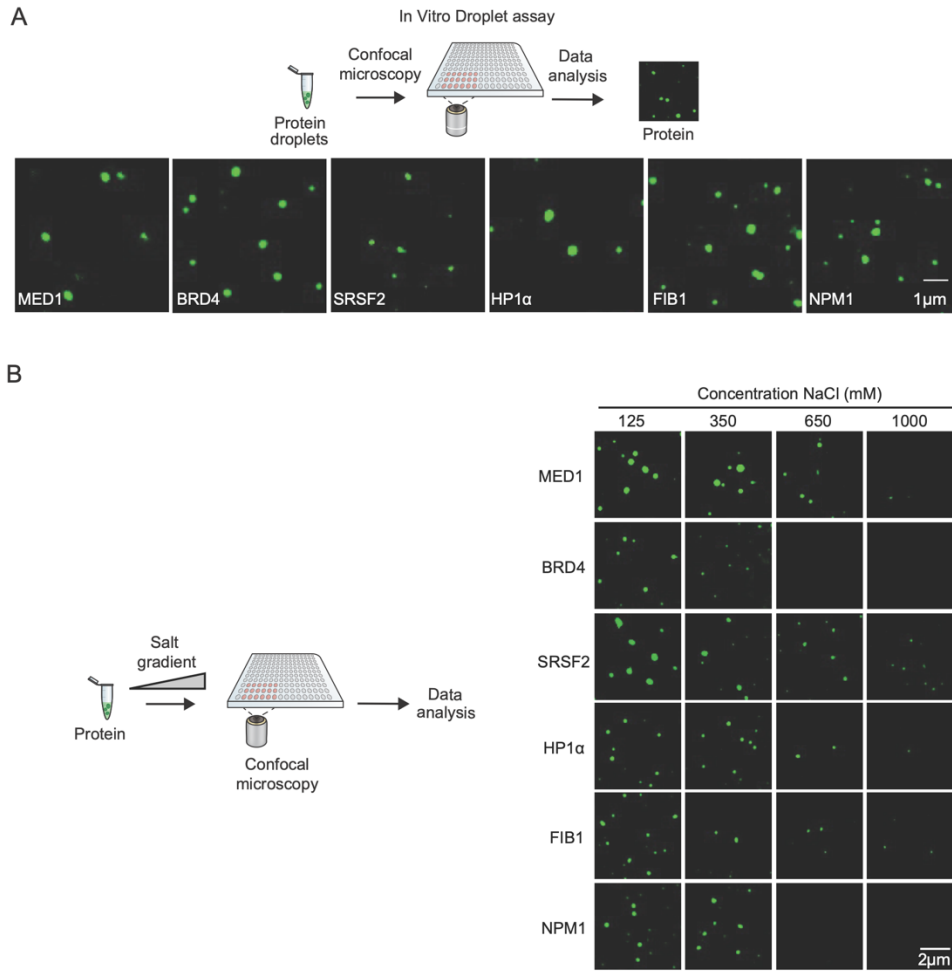 A
In Vitro Droplet assay
Confocal
microscopy
Data
analysis
Protein
droplets
Protein
MED1
BRD4
SRSF2
HP1α
FIB1
NPM1
1µm
B
Concentration NaCl (mM)
125 350 650 1000
MED1
BRD4
SRSF2
HP1α
FIB1
NPM1
2µm
Salt
gradient
Protein
Confocal
microscopy
Data
analysis